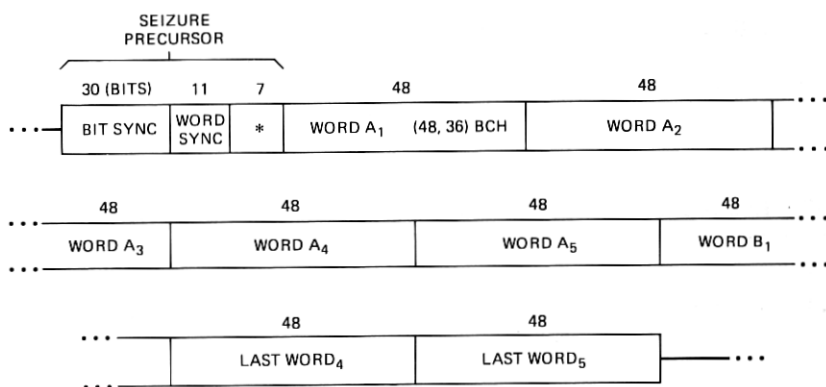 SEIZURE
PRECURSOR
30 (BITS) 11 7 48 48
BIT SYNC WORD SYNC * WORD A₁ (48, 36) BCH WORD A₂
48 48 48 48
WORD A₃ WORD A₄ WORD A₅ WORD B₁
48 48
LAST WORD₄ LAST WORD₅